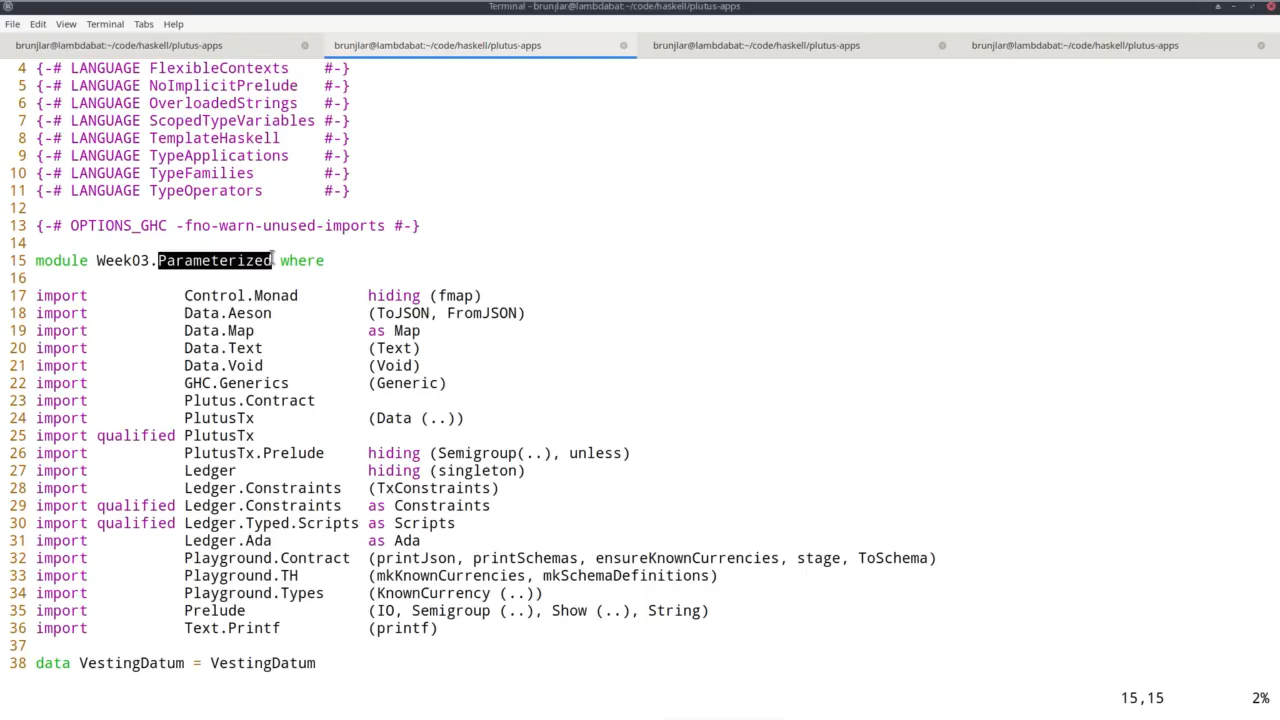 Terminal - brunjlar@lambdabat:~/code/haskell/plutus-apps
File Edit View Terminal Tabs Help
brunjlar@lambdabat:~/code/haskell/plutus-apps brunjlar@lambdabat:~/code/haskell/plutus-apps brunjlar@lambdabat:~/code/haskell/plutus-apps brunjlar@lambdabat:~/code/haskell/plutus-apps
4 {-# LANGUAGE FlexibleContexts    #-}
5 {-# LANGUAGE NoImplicitPrelude   #-}
6 {-# LANGUAGE OverloadedStrings   #-}
7 {-# LANGUAGE ScopedTypeVariables #-}
8 {-# LANGUAGE TemplateHaskell     #-}
9 {-# LANGUAGE TypeApplications    #-}
10 {-# LANGUAGE TypeFamilies        #-}
11 {-# LANGUAGE TypeOperators       #-}
12
13 {-# OPTIONS_GHC -fno-warn-unused-imports #-}
14
15 module Week03.Parameterized where
16
17 import           Control.Monad        hiding (fmap)
18 import           Data.Aeson           (ToJSON, FromJSON)
19 import           Data.Map             as Map
20 import           Data.Text            (Text)
21 import           Data.Void            (Void)
22 import           GHC.Generics         (Generic)
23 import           Plutus.Contract
24 import           PlutusTx             (Data (..))
25 import qualified PlutusTx
26 import           PlutusTx.Prelude     hiding (Semigroup(..), unless)
27 import           Ledger               hiding (singleton)
28 import           Ledger.Constraints   (TxConstraints)
29 import qualified Ledger.Constraints   as Constraints
30 import qualified Ledger.Typed.Scripts as Scripts
31 import           Ledger.Ada           as Ada
32 import           Playground.Contract  (printJson, printSchemas, ensureKnownCurrencies, stage, ToSchema)
33 import           Playground.TH        (mkKnownCurrencies, mkSchemaDefinitions)
34 import           Playground.Types     (KnownCurrency (..))
35 import           Prelude              (IO, Semigroup (..), Show (..), String)
36 import           Text.Printf          (printf)
37
38 data VestingDatum = VestingDatum
15,15 2%